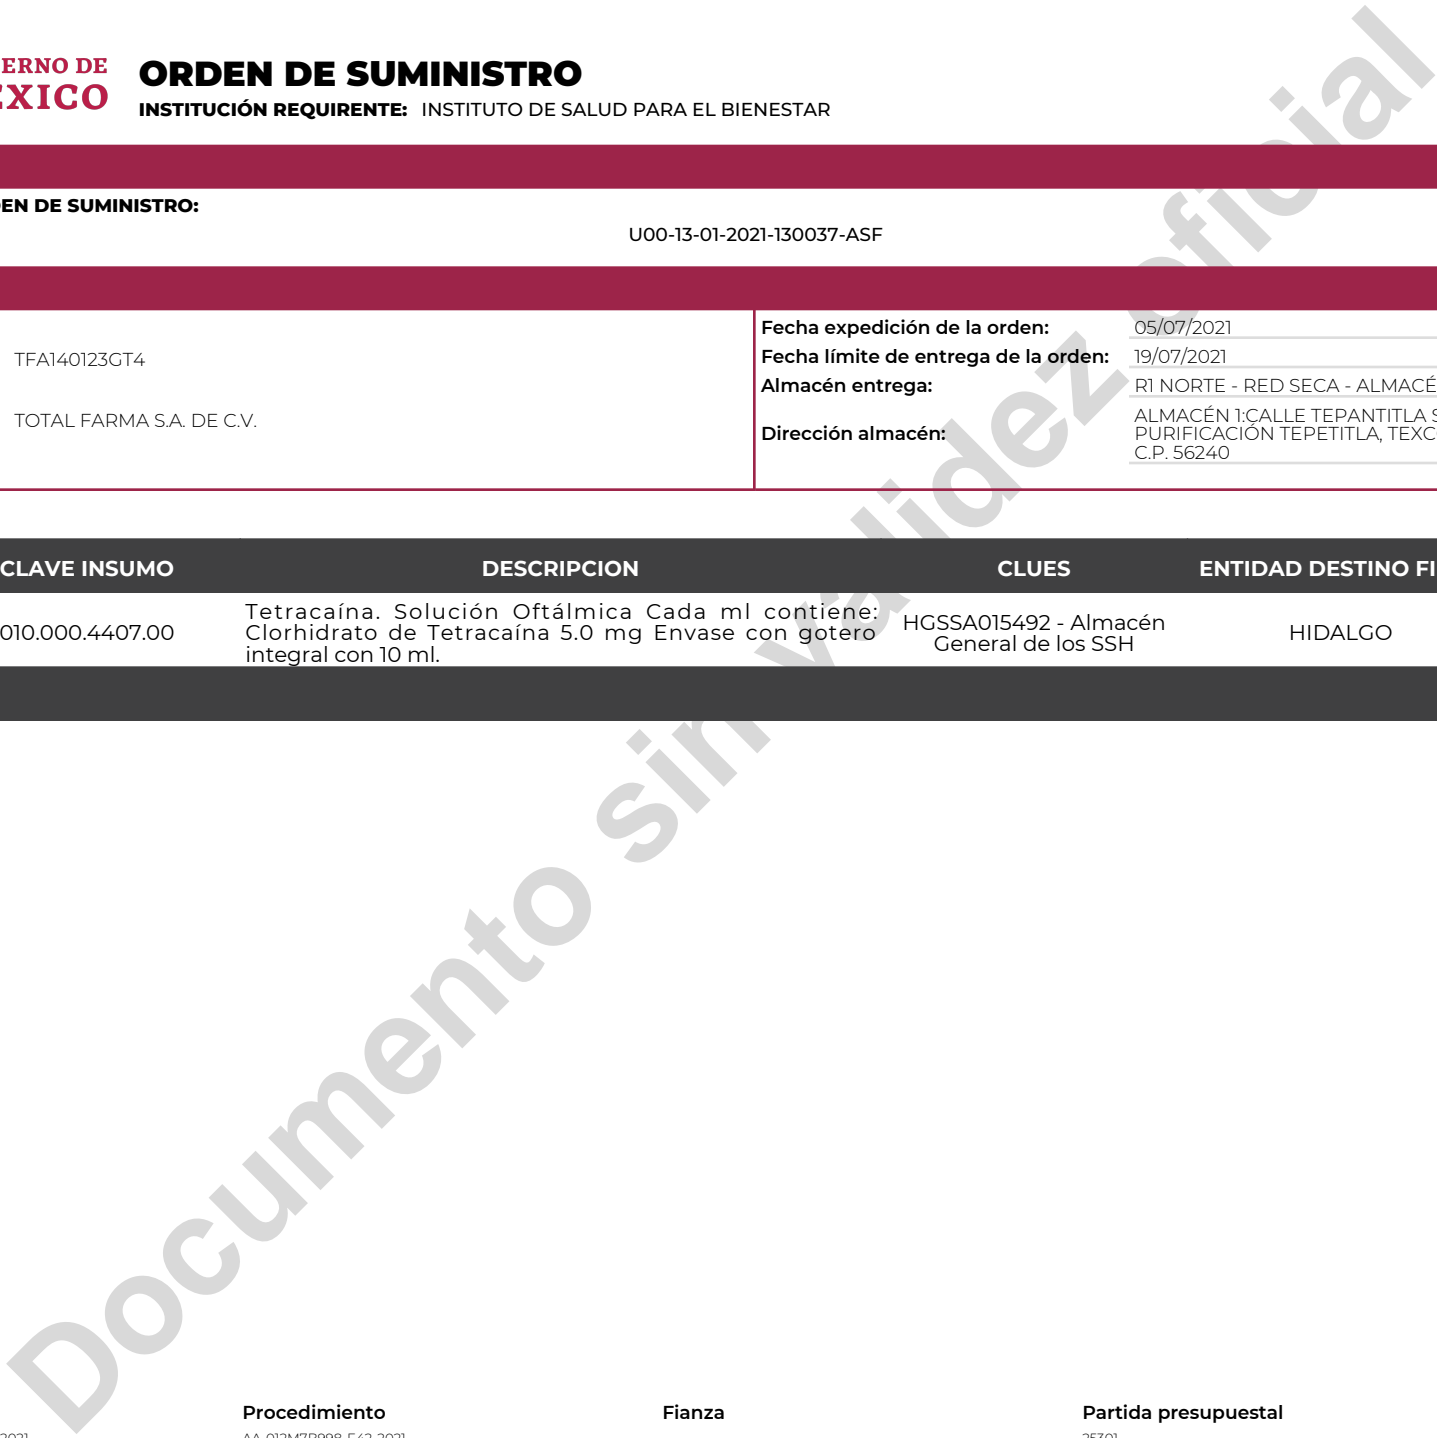 ERNO DE
EXICO
ORDEN DE SUMINISTRO
INSTITUCIÓN REQUIRENTE: INSTITUTO DE SALUD PARA EL BIENESTAR
EN DE SUMINISTRO:
U00-13-01-2021-130037-ASF
TFA140123GT4
TOTAL FARMA S.A. DE C.V.
Fecha expedición de la orden: 05/07/2021
Fecha límite de entrega de la orden: 19/07/2021
Almacén entrega: R1 NORTE - RED SECA - ALMACÉ
Dirección almacén:
ALMACÉN 1:CALLE TEPANTITLA S
PURIFICACIÓN TEPETITLA, TEXC
C.P. 56240
CLAVE INSUMO DESCRIPCION CLUES ENTIDAD DESTINO FI
010.000.4407.00
Tetracaína. Solución Oftálmica Cada ml contiene:
Clorhidrato de Tetracaína 5.0 mg Envase con gotero
integral con 10 ml.
HGSSA015492 - Almacén
General de los SSH
HIDALGO
Documento sin validez oficial
Procedimiento Fianza Partida presupuestal